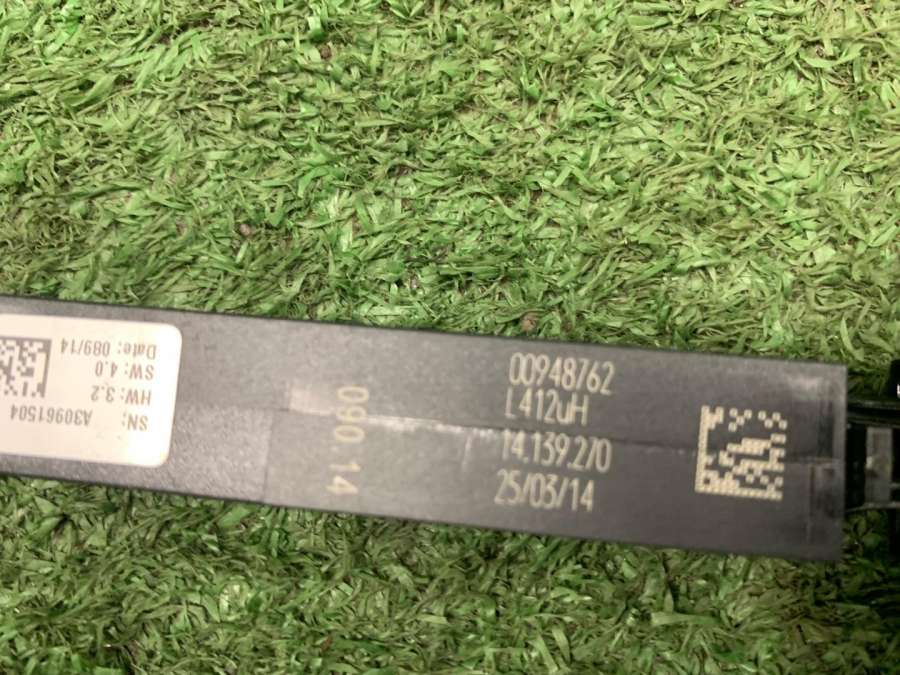 SN:
A30961504
HW: 3.2
SW: 4.0
Date: 089/14
090.14
00948762
L412uH
14.139.2/0
25/03/14